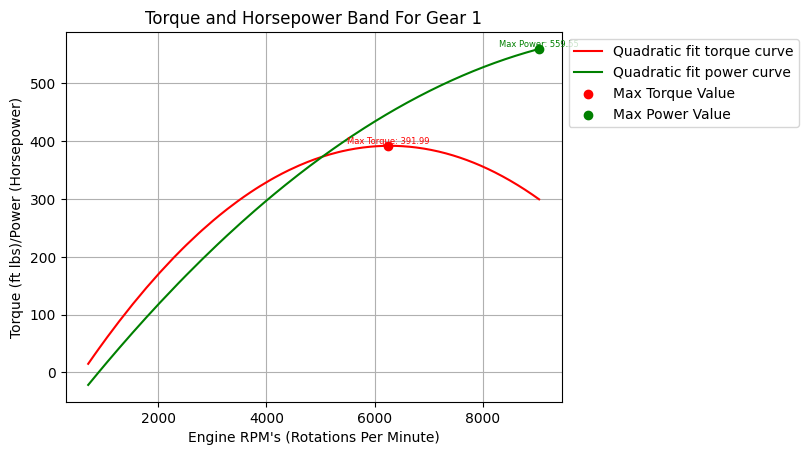 Torque and Horsepower Band For Gear 1
Max Power: 559.
Max Torque: 391.99
Quadratic fit torque curve
Quadratic fit power curve
Max Torque Value
Max Power Value
500
400
300
200
100
0
Torque (ft lbs)/Power (Horsepower)
2000 4000 6000 8000
Engine RPM's (Rotations Per Minute)